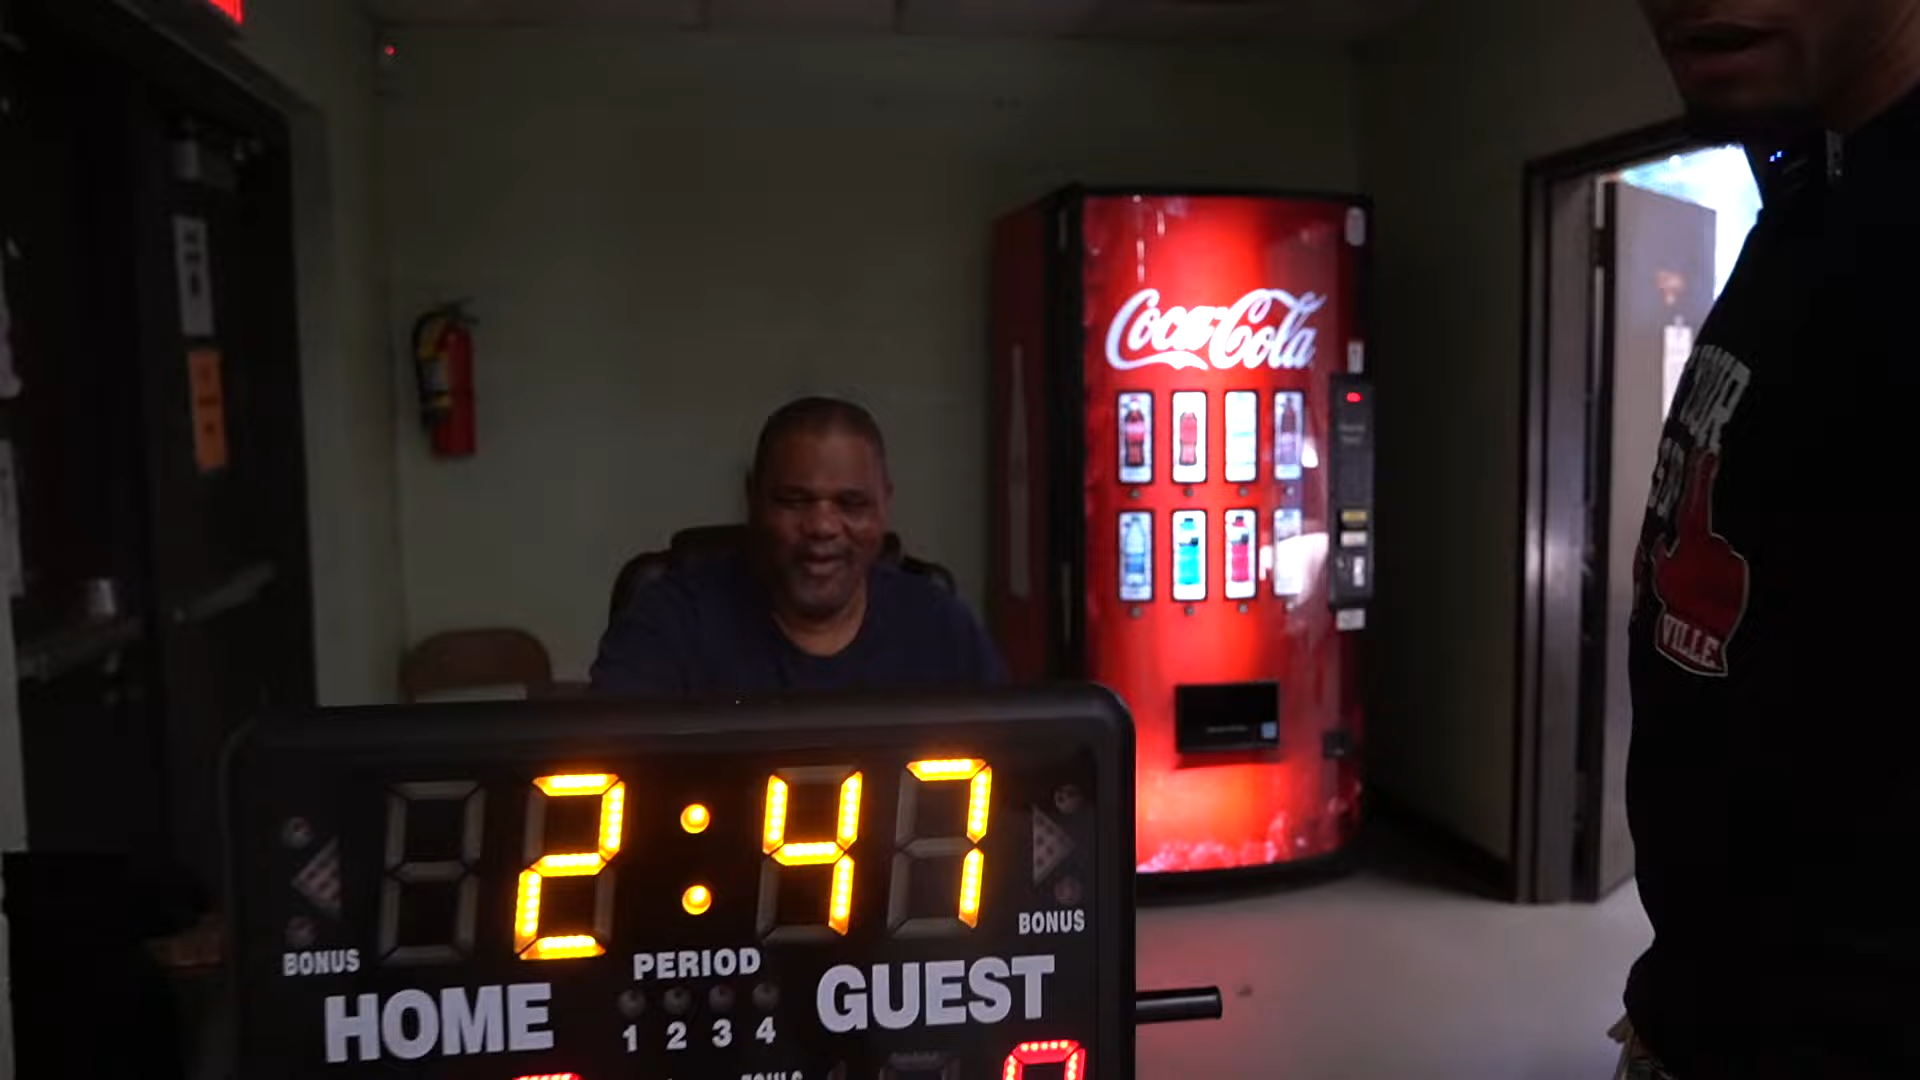 Coca-Cola
VILLE
2:47
BONUS
BONUS
PERIOD
HOME
GUEST
1 2 3 4